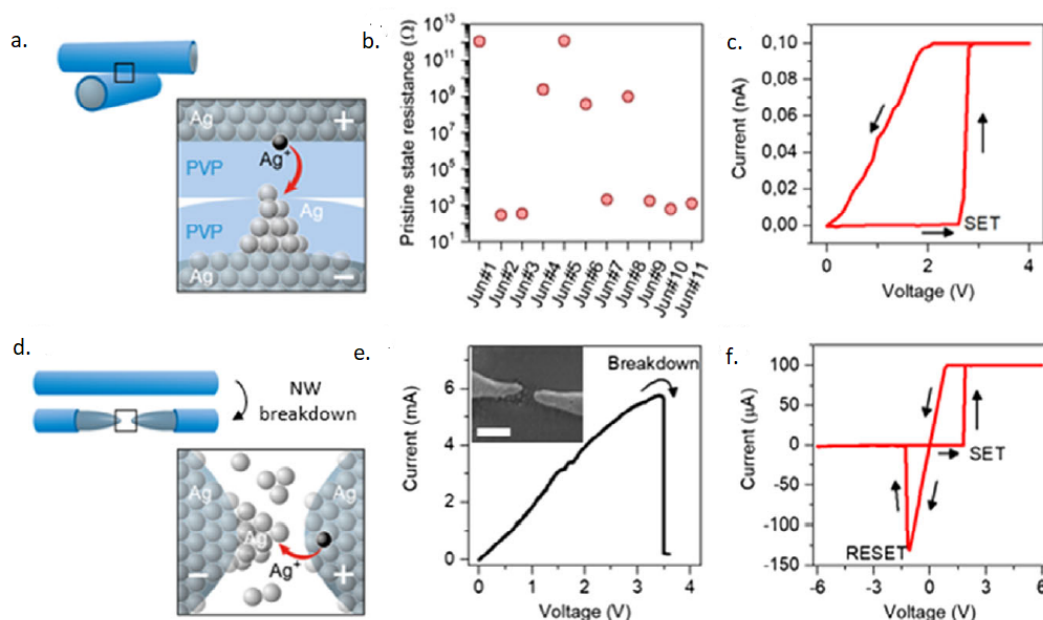 a.
Ag
+
Ag+
PVP
Ag
PVP
Ag
−
b.
Pristine state resistance (Ω)
10^13
10^11
10^9
10^7
10^5
10^3
10^1
Jun#1
Jun#2
Jun#3
Jun#4
Jun#5
Jun#6
Jun#7
Jun#8
Jun#9
Jun#10
Jun#11
c.
Current (nA)
0,10
0,08
0,06
0,04
0,02
0,00
SET
0
2
4
Voltage (V)
d.
NW
breakdown
Ag
Ag
Ag
Ag+
−
+
e.
Current (mA)
6
4
2
0
Breakdown
0
1
2
3
4
Voltage (V)
f.
Current (µA)
100
50
0
-50
-100
-150
SET
RESET
-6
-3
0
3
6
Voltage (V)